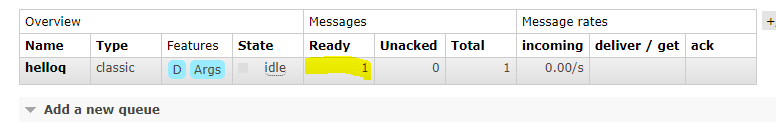 Overview Messages Message rates +
Name Type Features State Ready Unacked Total incoming deliver / get ack
helloq classic D Args idle 1 0 1 0.00/s
Add a new queue